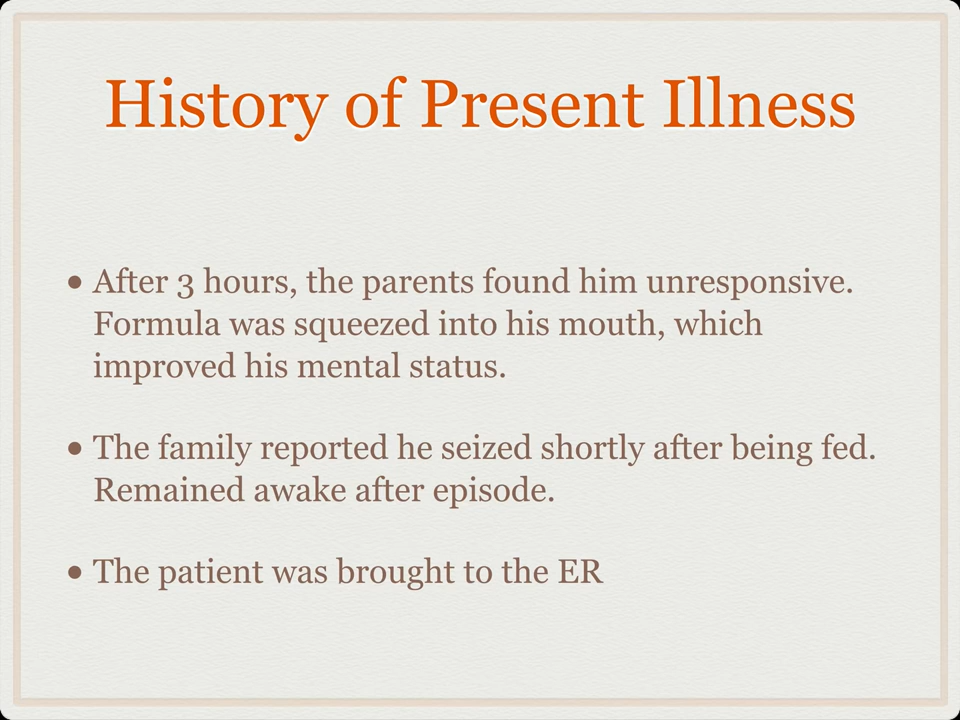 History of Present Illness
• After 3 hours, the parents found him unresponsive.
Formula was squeezed into his mouth, which
improved his mental status.
• The family reported he seized shortly after being fed.
Remained awake after episode.
• The patient was brought to the ER